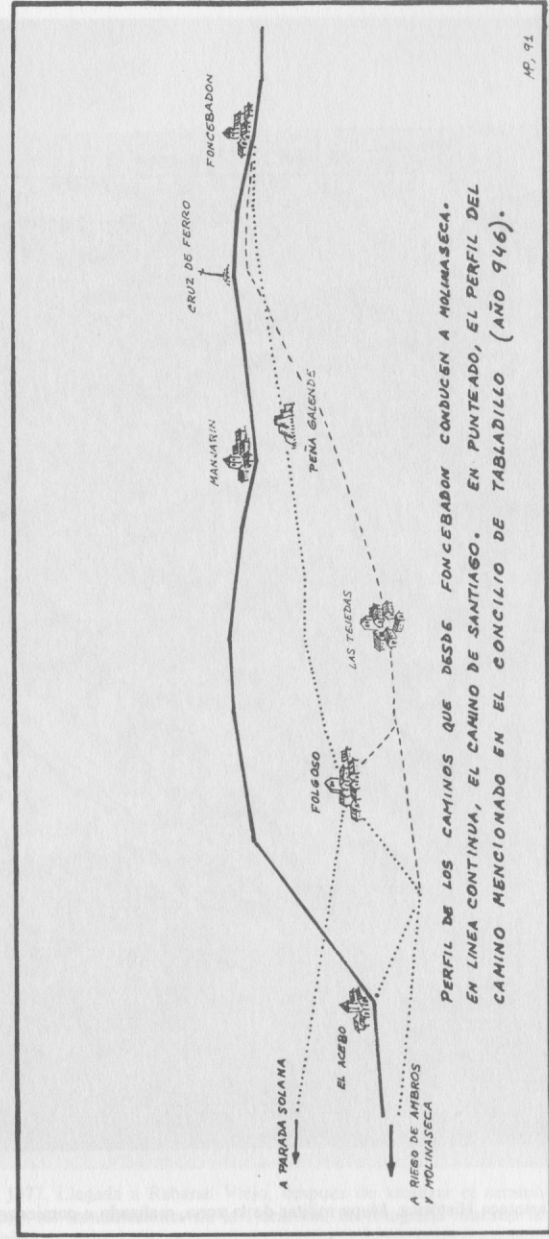 FONCEBADON
CRUZ DE FERRO
MANJARIN
PEÑA GALENDE
LAS TEJEDAS
FOLGOSO
EL ACEBO
A PARADA SOLANA
A RIEGO DE AMBROS
MOLINASECA
PERFIL DE LOS CAMINOS QUE DESDE FONCEBADON CONDUCEN A MOLINASECA.
EN LINEA CONTINUA, EL CAMINO DE SANTIAGO. EN PUNTEADO, EL PERFIL DEL
CAMINO MENCIONADO EN EL CONCILIO DE TABLADILLO (AÑO 946).
MP, 91